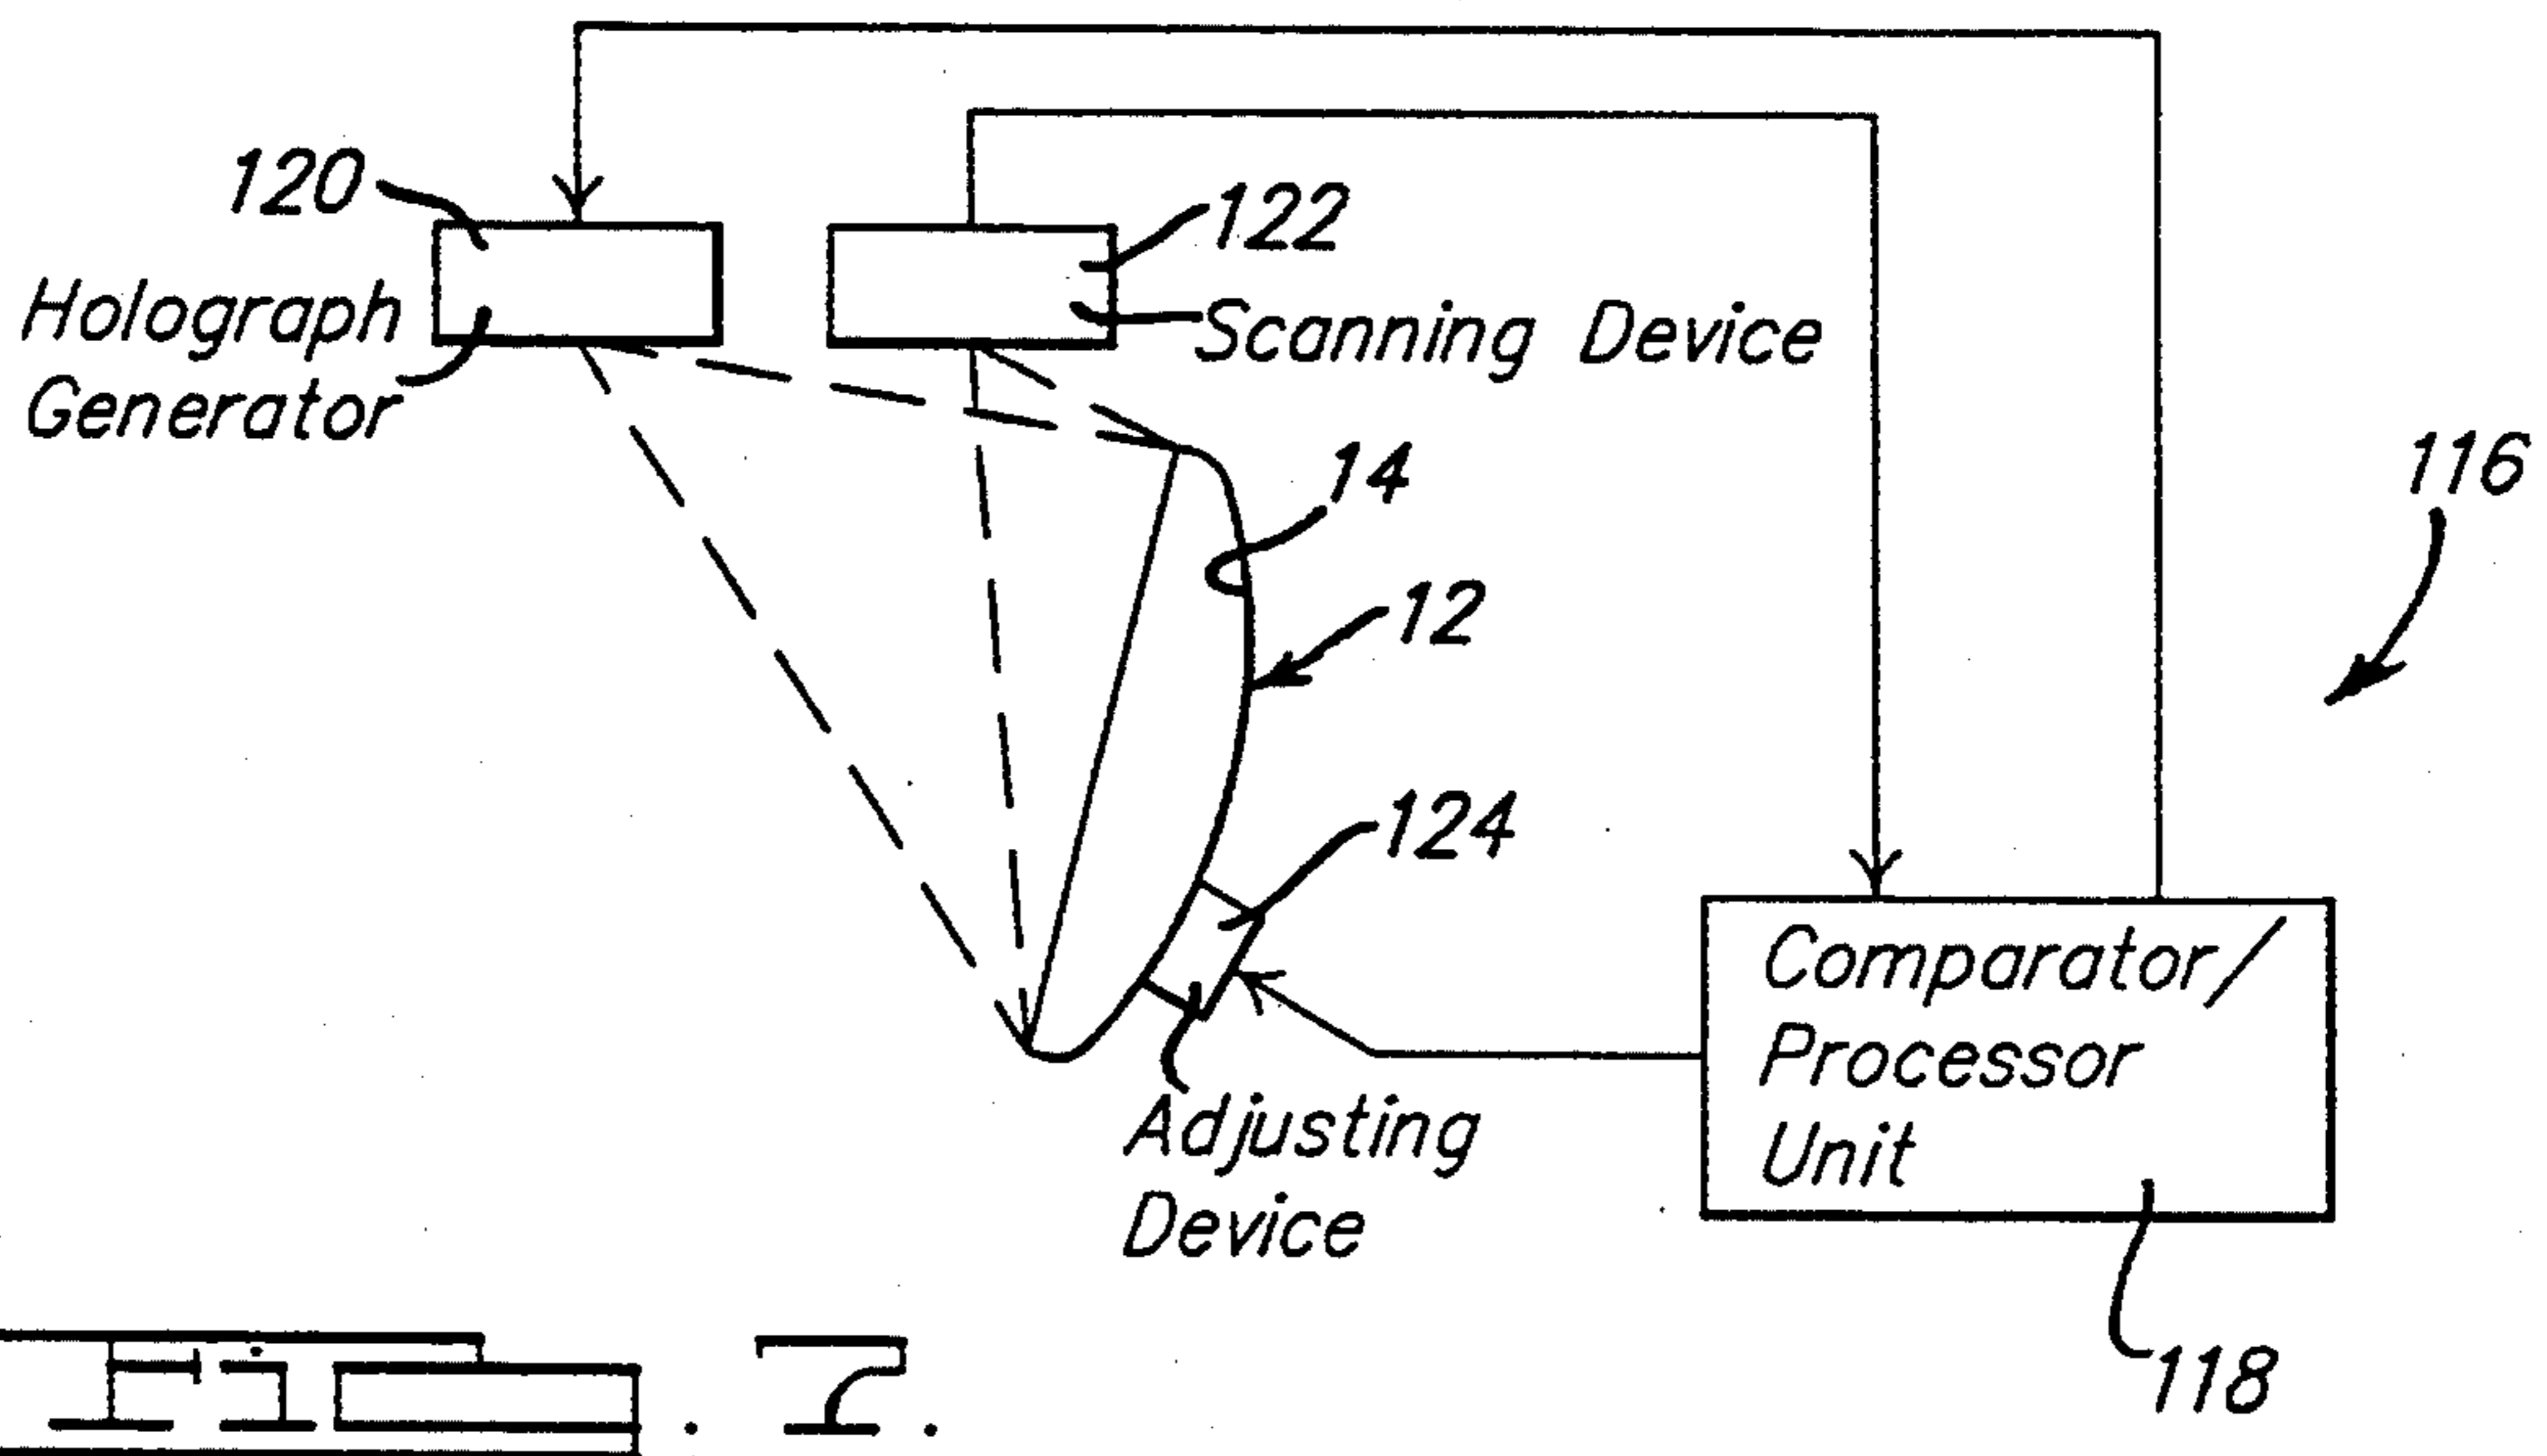 120
122
Holograph
Generator
Scanning Device
14
116
12
124
Comparator/
Processor
Unit
Adjusting
Device
118
Fig. 7.